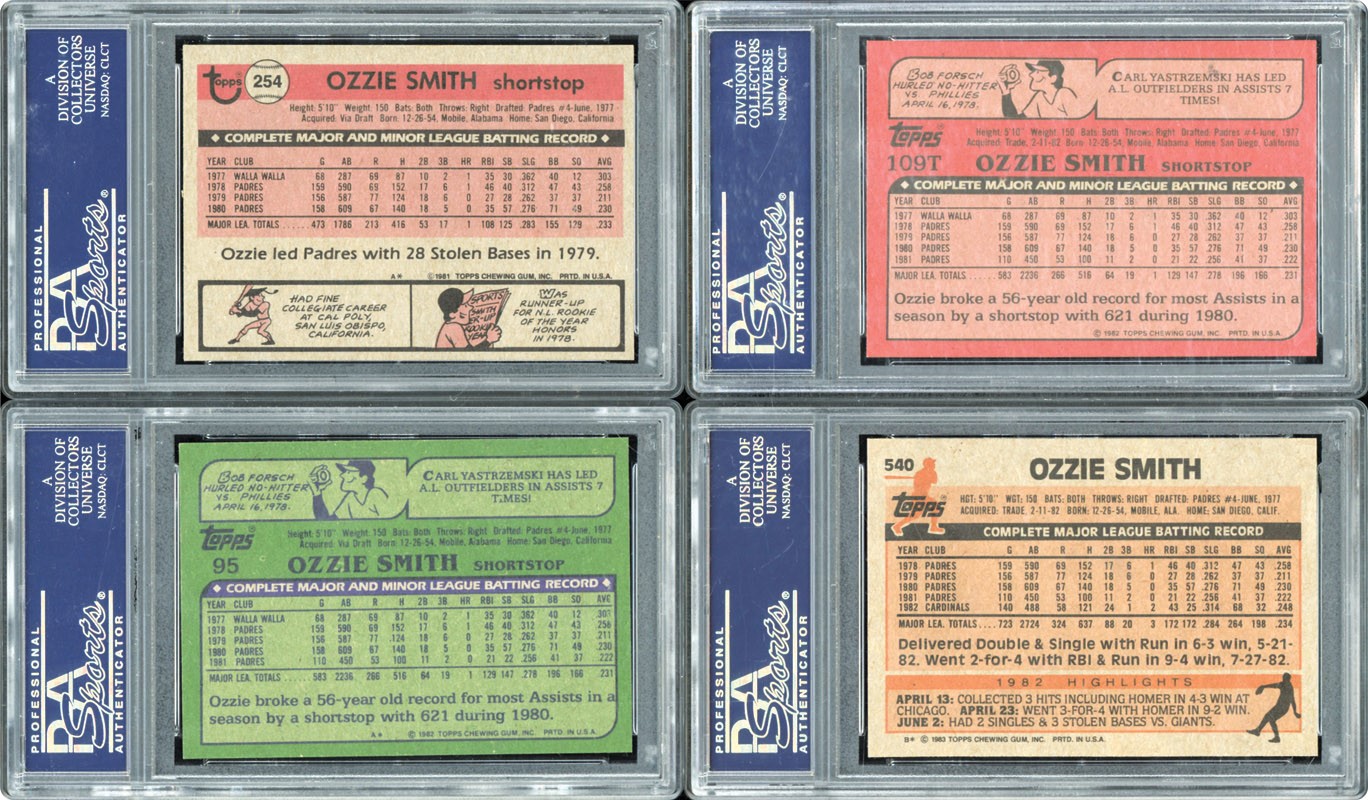 A
DIVISION OF
COLLECTORS
UNIVERSE
NASDAQ: CLCT
PROFESSIONAL
PSA
Sports®
AUTHENTICATOR
Topps
254
OZZIE SMITH shortstop
Height: 5'10" Weight: 150 Bats: Both Throws: Right Drafted: Padres #4-June, 1977
Acquired: Via Draft Born: 12-26-54, Mobile, Alabama Home: San Diego, California
◆ COMPLETE MAJOR AND MINOR LEAGUE BATTING RECORD ◆
YEAR CLUB G AB R H 2B 3B HR RBI SB SLG BB SO AVG
1977 WALLA WALLA 68 287 69 87 10 2 1 35 30 .362 40 12 .303
1978 PADRES 159 590 69 152 17 6 1 46 40 .312 47 43 .258
1979 PADRES 156 587 77 124 18 6 0 27 28 .262 37 37 .211
1980 PADRES 158 609 67 140 18 5 0 35 57 .276 71 49 .230
MAJOR LEA. TOTALS ..... 473 1786 213 416 53 17 1 108 125 .283 155 129 .233
Ozzie led Padres with 28 Stolen Bases in 1979.
A* ©1981 TOPPS CHEWING GUM, INC. PRTD. IN U.S.A.
HAD FINE
COLLEGIATE CAREER
AT CAL POLY,
SAN LUIS OBISPO,
CALIFORNIA.
SPORTS
SMITH
ER-UP
ROOKIE
YEAR
WAS
RUNNER-UP
FOR N.L. ROOKIE
OF THE YEAR
HONORS
IN 1978.
A
DIVISION OF
COLLECTORS
UNIVERSE
NASDAQ: CLCT
PROFESSIONAL
PSA
Sports®
AUTHENTICATOR
BOB FORSCH
HURLED NO-HITTER
VS. PHILLIES
APRIL 16, 1978.
CARL YASTRZEMSKI HAS LED
A.L. OUTFIELDERS IN ASSISTS 7
TIMES!
Topps®
Height: 5'10" Weight: 150 Bats: Both Throws: Right Drafted: Padres #4-June, 1977
Acquired: Trade, 2-11-82 Born: 12-26-54, Mobile, Alabama Home: San Diego, California
109T OZZIE SMITH SHORTSTOP
◆ COMPLETE MAJOR AND MINOR LEAGUE BATTING RECORD ◆
YEAR CLUB G AB R H 2B 3B HR RBI SB SLG BB SO AVG
1977 WALLA WALLA 68 287 69 87 10 2 1 35 30 .362 40 12 .303
1978 PADRES 159 590 69 152 17 6 1 46 40 .312 47 43 .258
1979 PADRES 156 587 77 124 18 6 0 27 28 .262 37 37 .211
1980 PADRES 158 609 67 140 18 5 0 35 57 .276 71 49 .230
1981 PADRES 110 450 53 100 11 2 0 21 22 .256 41 37 .222
MAJOR LEA. TOTALS 583 2236 266 516 64 19 1 129 147 .278 196 166 .231
Ozzie broke a 56-year old record for most Assists in a
season by a shortstop with 621 during 1980.
© 1982 TOPPS CHEWING GUM, INC. PRTD. IN U.S.A.
A
DIVISION OF
COLLECTORS
UNIVERSE
NASDAQ: CLCT
PROFESSIONAL
PSA
Sports®
AUTHENTICATOR
BOB FORSCH
HURLED NO-HITTER
VS. PHILLIES
APRIL 16, 1978.
CARL YASTRZEMSKI HAS LED
A.L. OUTFIELDERS IN ASSISTS 7
TIMES!
Topps®
Height: 5'10" Weight: 150 Bats: Both Throws: Right Drafted: Padres #4-June, 1977
Acquired: Via Draft Born: 12-26-54, Mobile, Alabama Home: San Diego, California
95 OZZIE SMITH SHORTSTOP
◆ COMPLETE MAJOR AND MINOR LEAGUE BATTING RECORD ◆
YEAR CLUB G AB R H 2B 3B HR RBI SB SLG BB SO AVG
1977 WALLA WALLA 68 287 69 87 10 2 1 35 30 .362 40 12 .303
1978 PADRES 159 590 69 152 17 6 1 46 40 .312 47 43 .258
1979 PADRES 156 587 77 124 18 6 0 27 28 .262 37 37 .211
1980 PADRES 158 609 67 140 18 5 0 35 57 .276 71 49 .230
1981 PADRES 110 450 53 100 11 2 0 21 22 .256 41 37 .222
MAJOR LEA. TOTALS 583 2236 266 516 64 19 1 129 147 .278 196 166 .231
Ozzie broke a 56-year old record for most Assists in a
season by a shortstop with 621 during 1980.
A* © 1982 TOPPS CHEWING GUM, INC. PRTD. IN U.S.A.
A
DIVISION OF
COLLECTORS
UNIVERSE
NASDAQ: CLCT
PROFESSIONAL
PSA
Sports®
AUTHENTICATOR
540
OZZIE SMITH
Topps®
HGT: 5'10" WGT: 150 BATS: BOTH THROWS: RIGHT DRAFTED: PADRES #4-JUNE, 1977
ACQUIRED: TRADE, 2-11-82 BORN: 12-26-54, MOBILE, ALA. HOME: SAN DIEGO, CALIF.
COMPLETE MAJOR LEAGUE BATTING RECORD
YEAR CLUB G AB R H 2B 3B HR RBI SB SLG BB SO AVG
1978 PADRES 159 590 69 152 17 6 1 46 40 .312 47 43 .258
1979 PADRES 156 587 77 124 18 6 0 27 28 .262 37 37 .211
1980 PADRES 158 609 67 140 18 5 0 35 57 .276 71 49 .230
1981 PADRES 110 450 53 100 11 2 0 21 22 .256 41 37 .222
1982 CARDINALS 140 488 58 121 24 1 2 43 25 .314 68 32 .248
MAJOR LEA. TOTALS.... 723 2724 324 637 88 20 3 172 172 .284 264 198 .234
Delivered Double & Single with Run in 6-3 win, 5-21-
82. Went 2-for-4 with RBI & Run in 9-4 win, 7-27-82.
1982 HIGHLIGHTS
APRIL 13: COLLECTED 3 HITS INCLUDING HOMER IN 4-3 WIN AT
CHICAGO. APRIL 23: WENT 3-FOR-4 WITH HOMER IN 9-2 WIN.
JUNE 2: HAD 2 SINGLES & 3 STOLEN BASES VS. GIANTS.
B* © 1983 TOPPS CHEWING GUM, INC. PRTD. IN U.S.A.